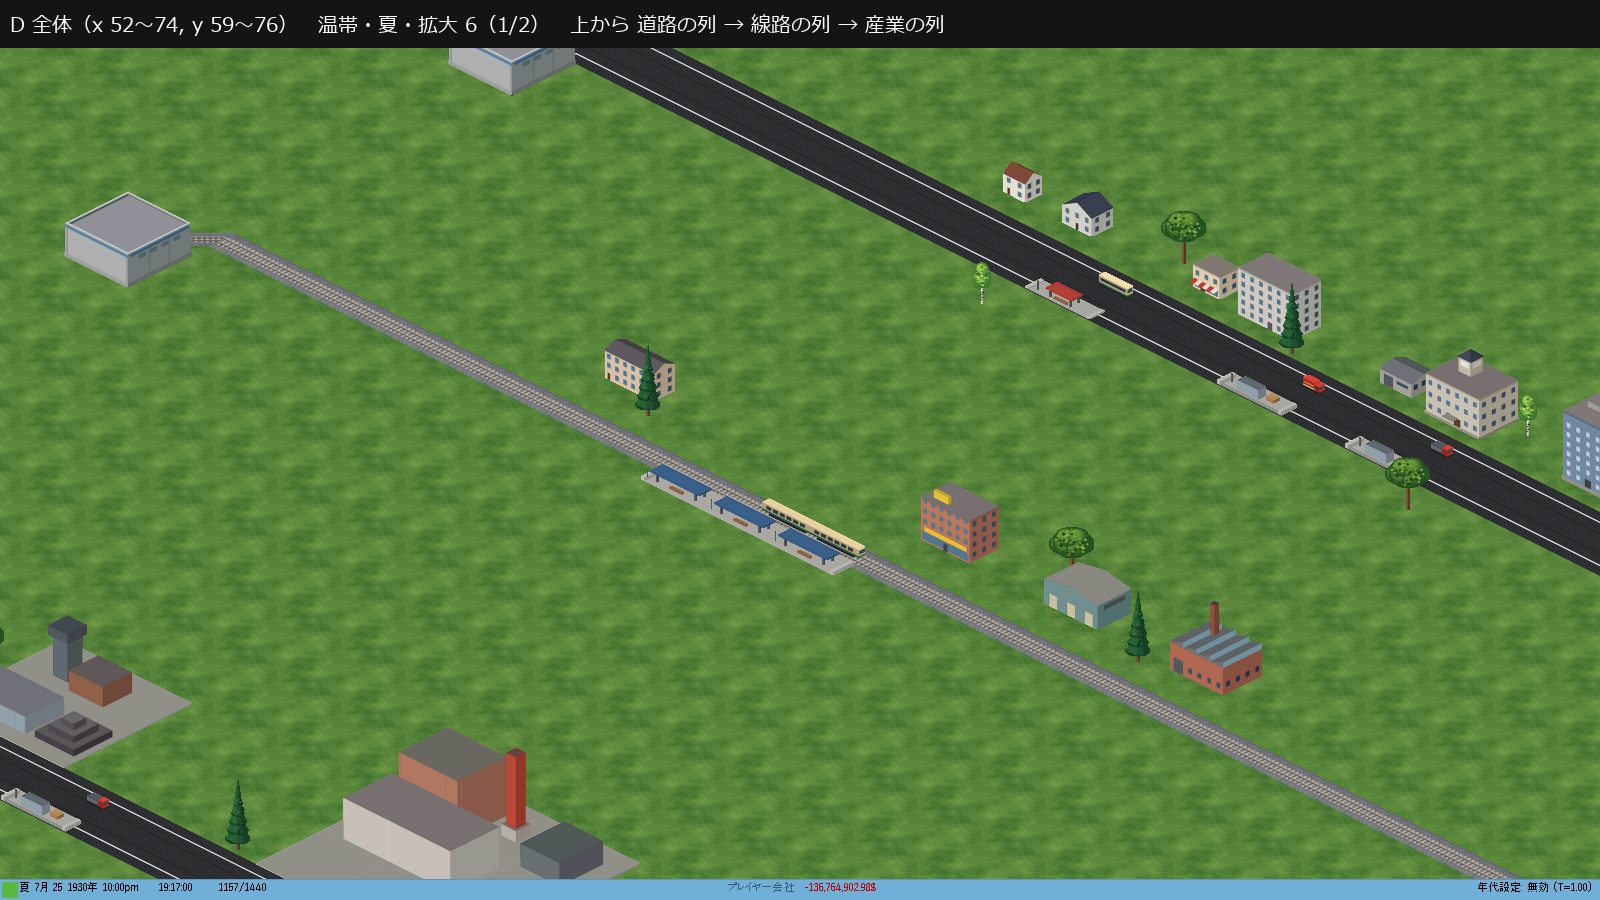 D 全体（x 52～74, y 59～76）　温帯・夏・拡大 6（1/2）　上から 道路の列 → 線路の列 → 産業の列
夏 7月 25 1930年 10:00pm　19:17:00　1157/1440　プレイヤー会社 -136,764,902.98$　年代設定: 無効 (T=1.00)